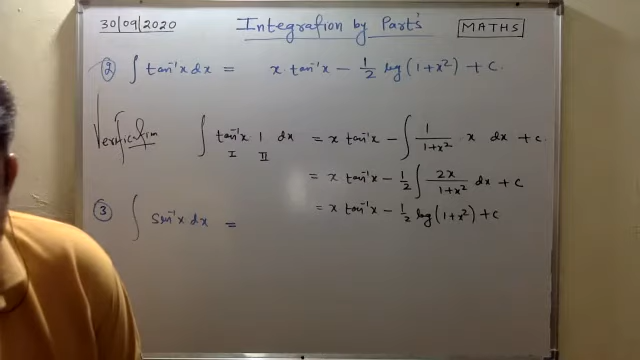 30/09/2020 Integration by Parts MATHS
② ∫ tan⁻¹x dx = x tan⁻¹x − 1/2 log(1+x²) + c.
Verification ∫ tan⁻¹x 1 dx = x tan⁻¹x − ∫ 1/(1+x²) x dx + c.
I II
= x tan⁻¹x − 1/2 ∫ 2x/(1+x²) dx + c
= x tan⁻¹x − 1/2 log(1+x²) + c
③ ∫ Sin⁻¹x dx =